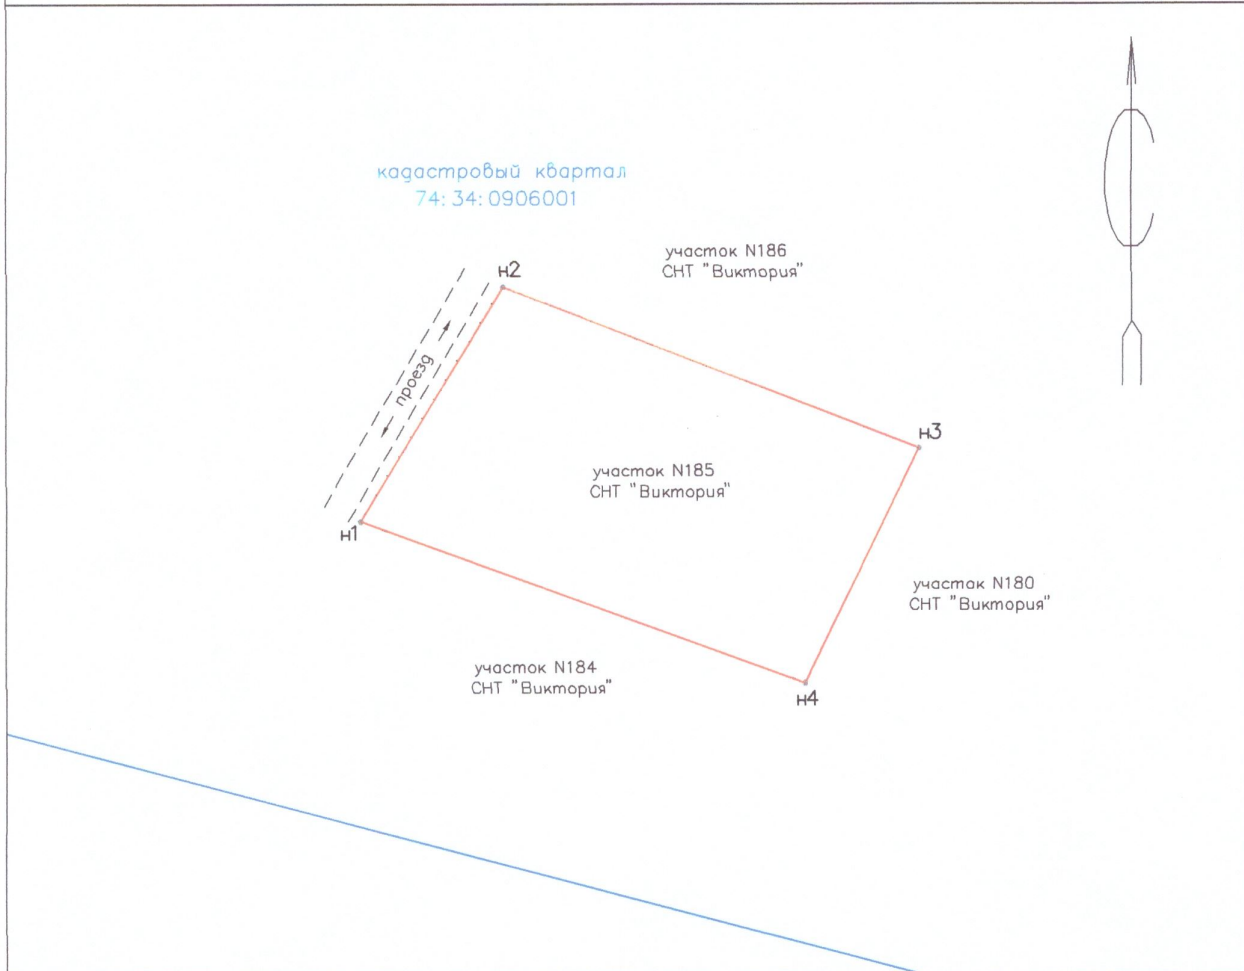 кадастровый квартал
74:34:0906001
участок N186
СНТ "Виктория"
н2
проезд
н3
участок N185
СНТ "Виктория"
н1
участак N180
СНТ "Виктория"
участок N184
СНТ "Виктория"
н4